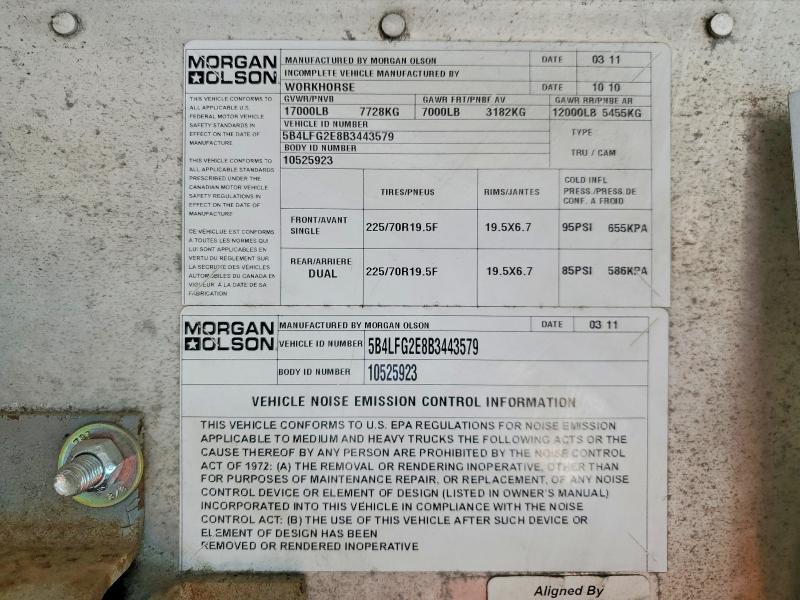 MORGAN
OLSON
MANUFACTURED BY MORGAN OLSON DATE 03 11
INCOMPLETE VEHICLE MANUFACTURED BY
WORKHORSE DATE 10 10
GVWR/PNVB GAWR FRT/PNBF AV GAWR RR/PNBE AR
17000LB 7728KG 7000LB 3182KG 12000LB 5455KG
VEHICLE ID NUMBER TYPE
5B4LFG2E8B3443579
BODY ID NUMBER TRU / CAM
10525923
THIS VEHICLE CONFORMS TO
ALL APPLICABLE U.S.
FEDERAL MOTOR VEHICLE
SAFETY STANDARDS IN
EFFECT ON THE DATE OF
MANUFACTURE
THIS VEHICLE CONFORMS TO
ALL APPLICABLE STANDARDS
PRESCRIBED UNDER THE
CANADIAN MOTOR VEHICLE
SAFETY REGULATIONS IN
EFFECT ON THE DATE OF
MANUFACTURE
CE VÉHICLUE EST CONFORMS
A TOUTES LES NORMES QUI
LUI SONT APPLICABLES EN
VERTU DU REGLEMENT SUR
LA SECRUITE DES VÉHICLES
AUTOMOBILES DU CANADA EN
VIGUEUR À LA DATE DE SA
FABRICATION
TIRES/PNEUS RIMS/JANTES COLD INFL
PRESS./PRESS.DE
CONF. A FROID
FRONT/AVANT
SINGLE 225/70R19.5F 19.5X6.7 95PSI 655KPA
REAR/ARRIERE
DUAL 225/70R19.5F 19.5X6.7 85PSI 586KPA
MORGAN
OLSON
MANUFACTURED BY MORGAN OLSON DATE 03 11
VEHICLE ID NUMBER 5B4LFG2E8B3443579
BODY ID NUMBER 10525923
VEHICLE NOISE EMISSION CONTROL INFORMATION
THIS VEHICLE CONFORMS TO U.S. EPA REGULATIONS FOR NOISE EMISSION
APPLICABLE TO MEDIUM AND HEAVY TRUCKS THE FOLLOWING ACTS OR THE
CAUSE THEREOF BY ANY PERSON ARE PROHIBITED BY THE NOISE CONTROL
ACT OF 1972: (A) THE REMOVAL OR RENDERING INOPERATIVE, OTHER THAN
FOR PURPOSES OF MAINTENANCE REPAIR, OR REPLACEMENT, OF ANY NOISE
CONTROL DEVICE OR ELEMENT OF DESIGN (LISTED IN OWNER'S MANUAL)
INCORPORATED INTO THIS VEHICLE IN COMPLIANCE WITH THE NOISE
CONTROL ACT: (B) THE USE OF THIS VEHICLE AFTER SUCH DEVICE OR
ELEMENT OF DESIGN HAS BEEN
REMOVED OR RENDERED INOPERATIVE
Aligned By